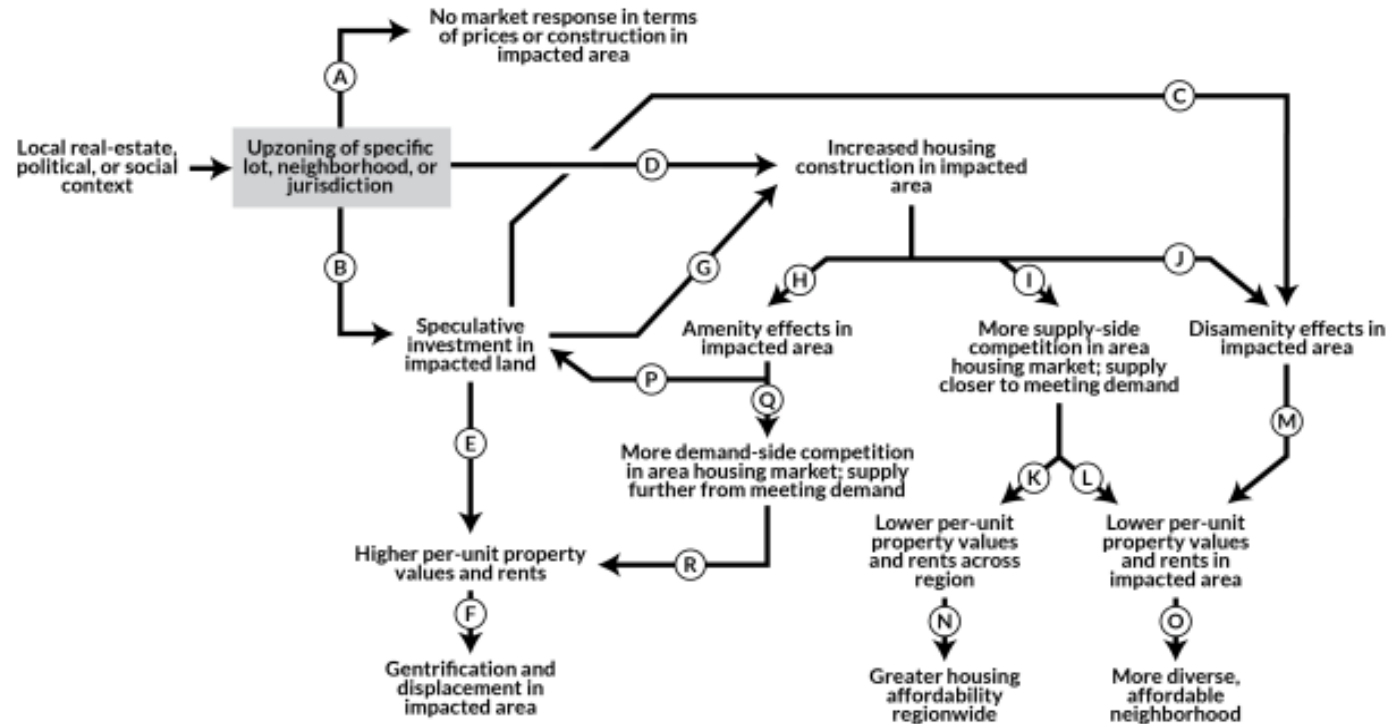 No market response in terms
of prices or construction in
impacted area
A
C
Local real-estate,
political, or social
context
Upzoning of specific
lot, neighborhood, or
jurisdiction
D
Increased housing
construction in impacted
area
B
G
H
I
J
Speculative
investment in
impacted land
Amenity effects in
impacted area
More supply-side
competition in area
housing market; supply
closer to meeting demand
Disamenity effects in
impacted area
P
Q
E
M
More demand-side competition
in area housing market; supply
further from meeting demand
K
L
Higher per-unit property
values and rents
R
Lower per-unit
property values
and rents across
region
Lower per-unit
property values
and rents in
impacted area
F
N
O
Gentrification and
displacement in
impacted area
Greater housing
affordability
regionwide
More diverse,
affordable
neighborhood